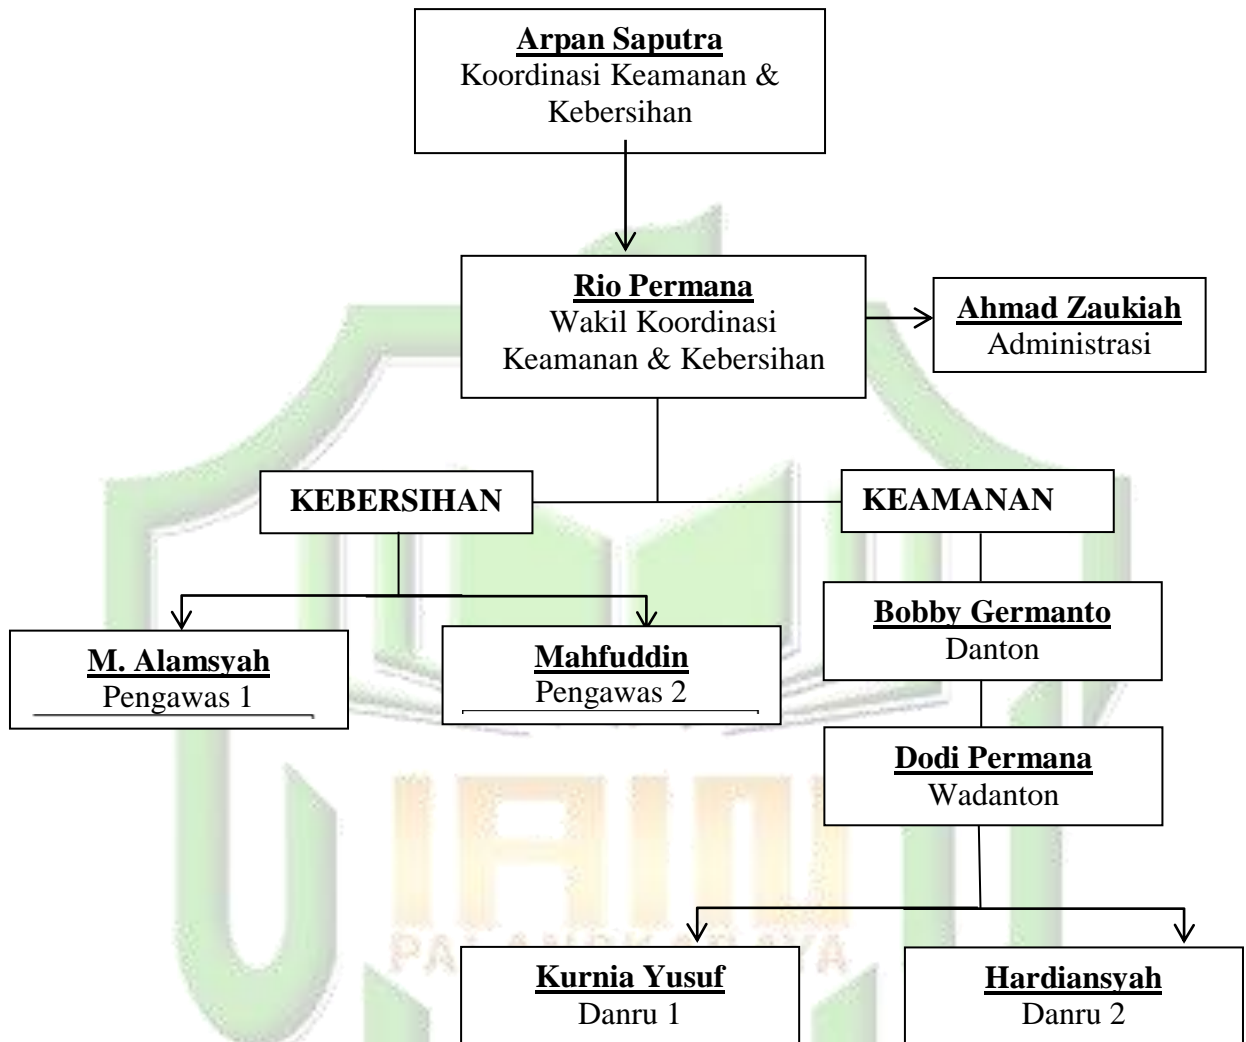 Arpan Saputra
Koordinasi Keamanan &
Kebersihan
Rio Permana
Wakil Koordinasi
Keamanan & Kebersihan
Ahmad Zaukiah
Administrasi
KEBERSIHAN
KEAMANAN
M. Alamsyah
Pengawas 1
Mahfuddin
Pengawas 2
Bobby Germanto
Danton
Dodi Permana
Wadanton
IAIN
Kurnia Yusuf
Danru 1
Hardiansyah
Danru 2